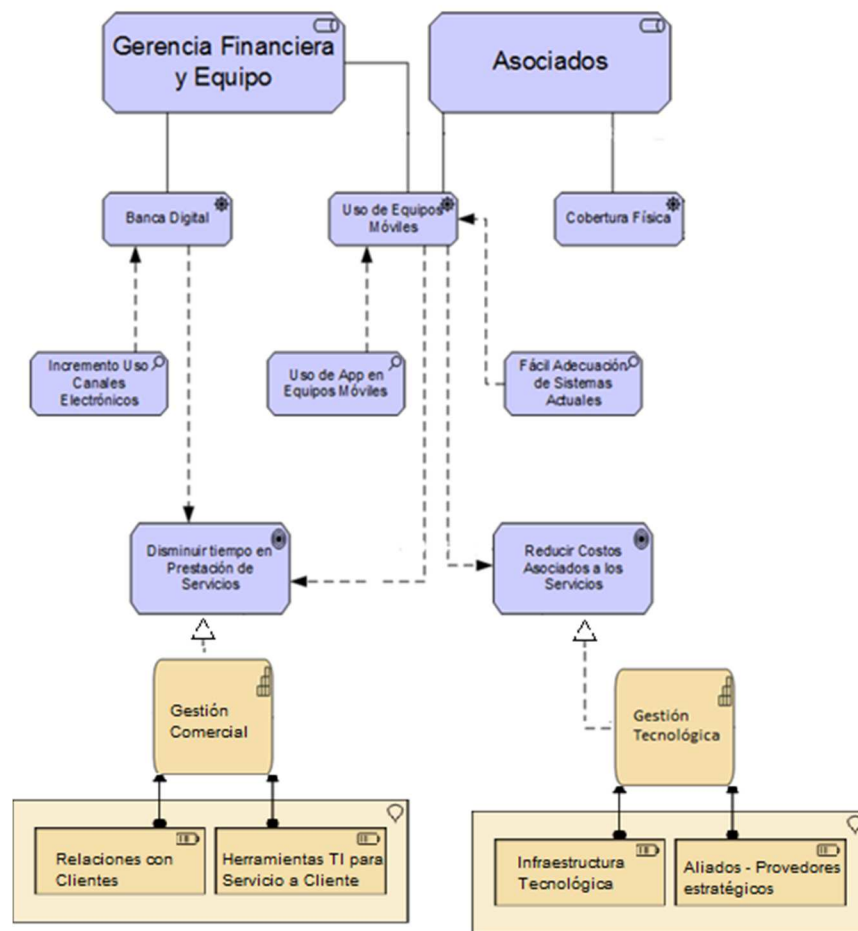 Gerencia Financiera
y Equipo
Asociados
Banca Digital
Uso de Equipos
Móviles
Cobertura Física
Incremento Uso
Canales
Electrónicos
Uso de App en
Equipos Móviles
Fácil Adecuación
de Sistemas
Actuales
Disminuir tiempo en
Prestación de
Servicios
Reducir Costos
Asociados a los
Servicios
Gestión
Comercial
Gestión
Tecnológica
Relaciones con
Clientes
Herramientas TI para
Servicio a Cliente
Infraestructura
Tecnológica
Aliados - Provedores
estratégicos